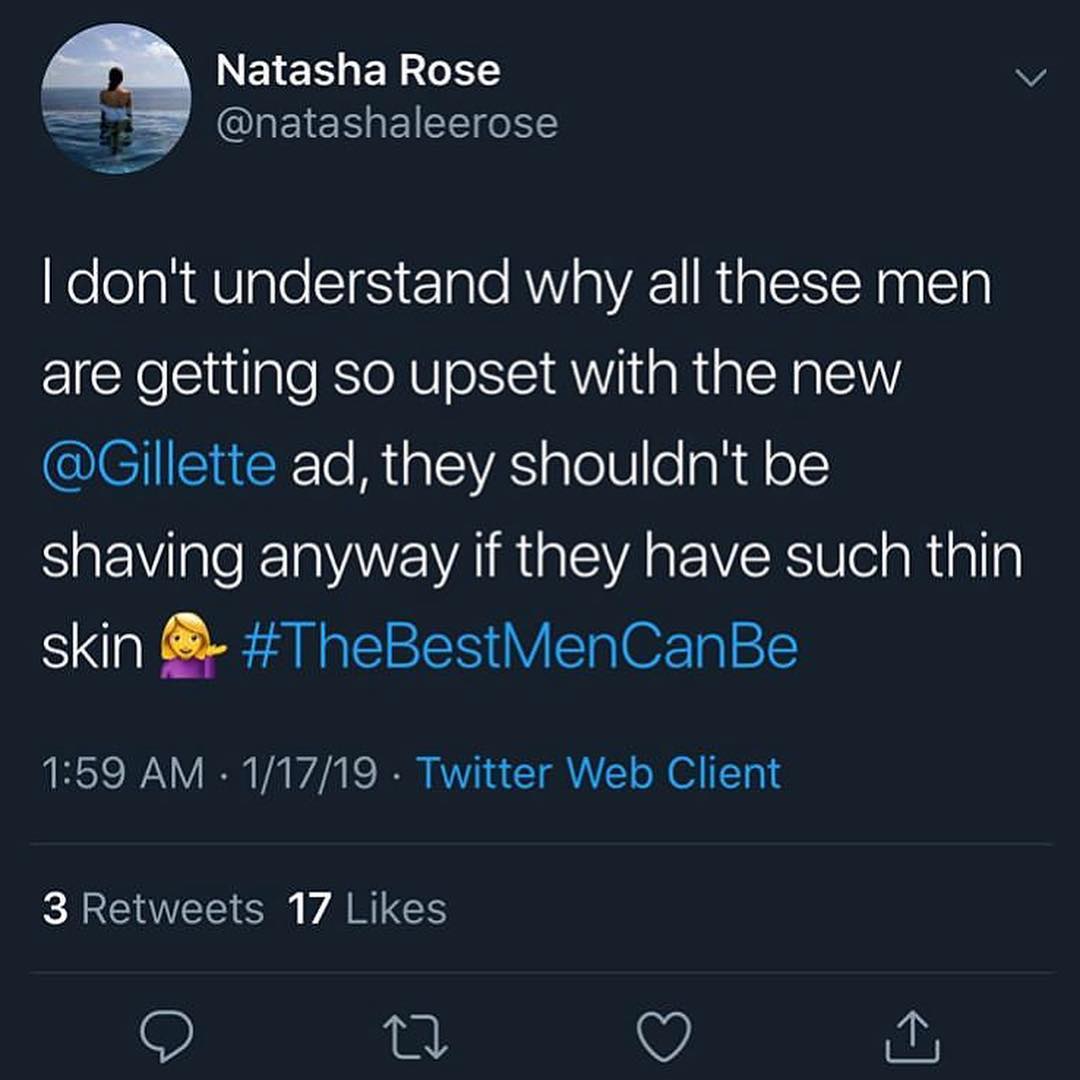 Natasha Rose
@natashaleerose
I don't understand why all these men
are getting so upset with the new
@Gillette ad, they shouldn't be
shaving anyway if they have such thin
skin 💁‍♀️ #TheBestMenCanBe
1:59 AM · 1/17/19 · Twitter Web Client
3 Retweets 17 Likes